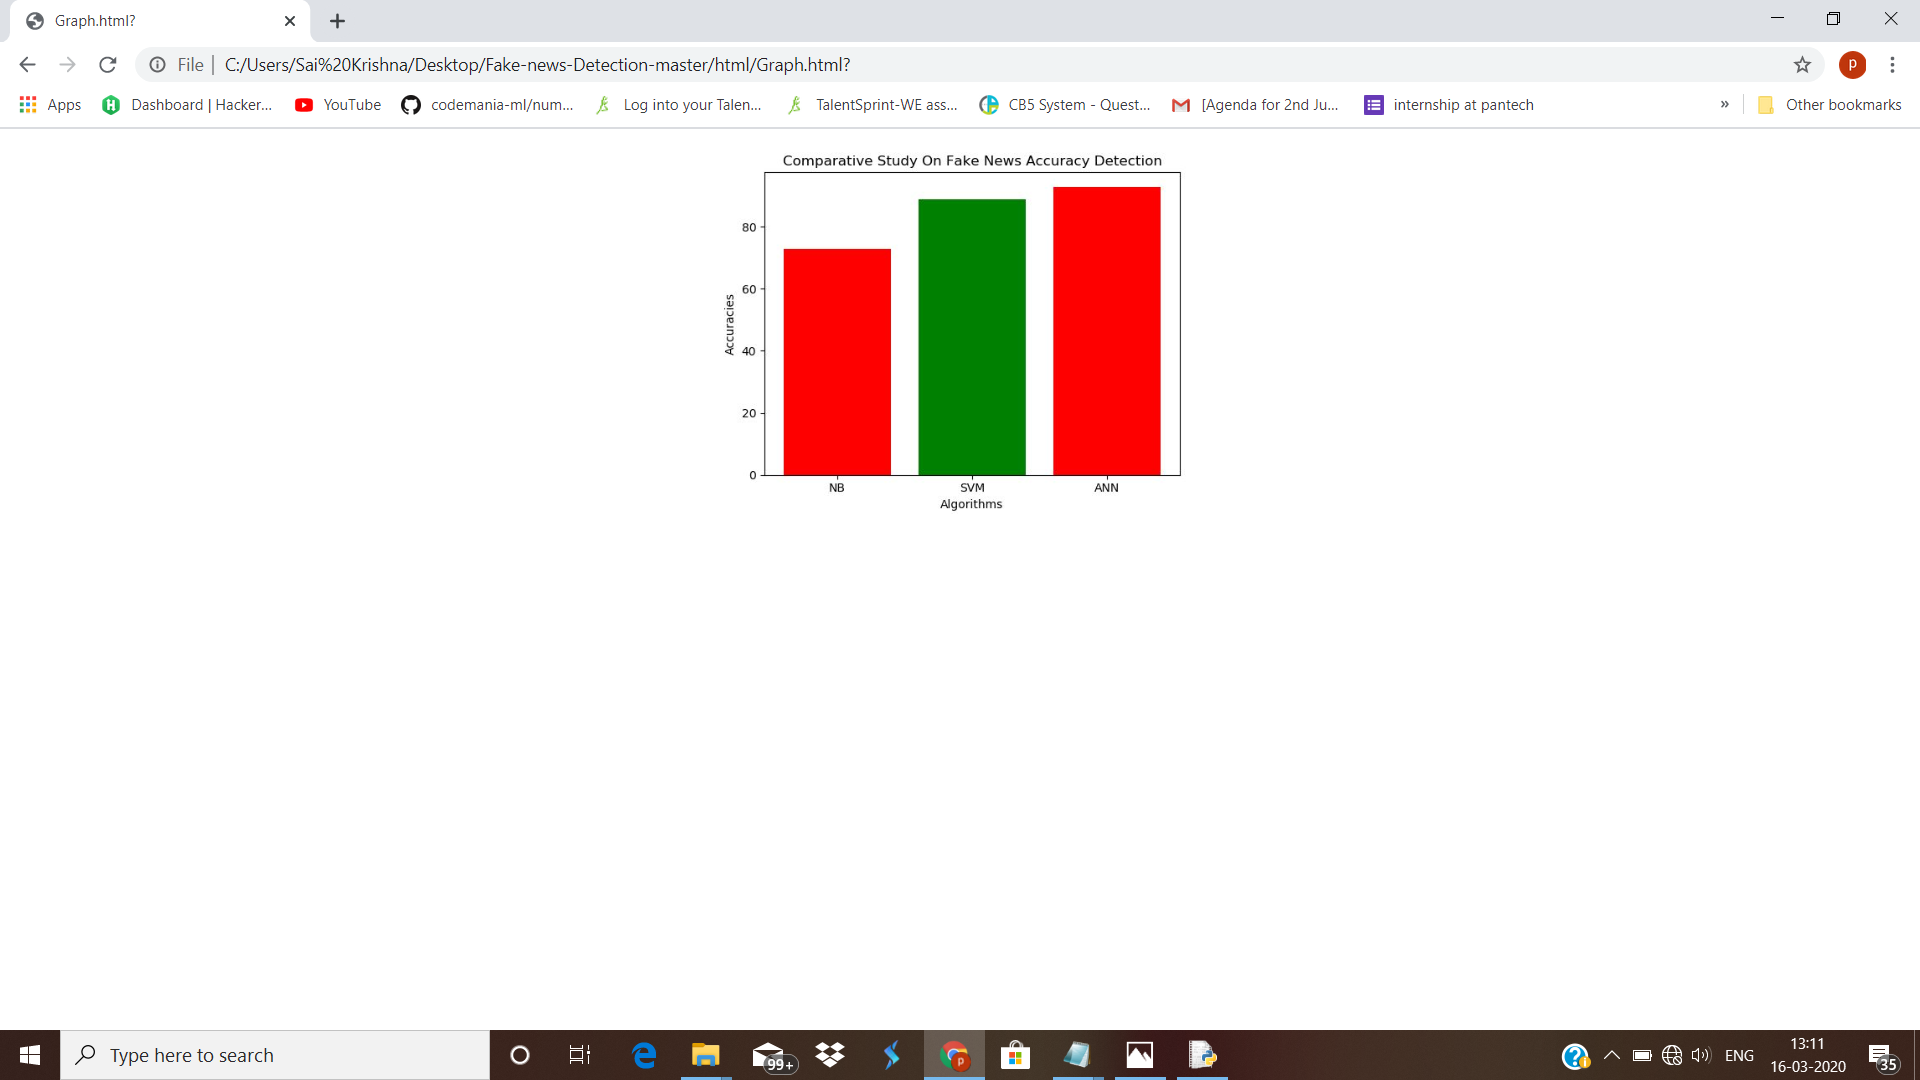 Graph.html?
File | C:/Users/Sai%20Krishna/Desktop/Fake-news-Detection-master/html/Graph.html?
P
Apps
Dashboard | Hacker...
YouTube
codemania-ml/num...
Log into your Talen...
TalentSprint-WE ass...
CB5 System - Quest...
[Agenda for 2nd Ju...
internship at pantech
»
Other bookmarks
Comparative Study On Fake News Accuracy Detection
Accuracies
80
60
40
20
0
NB SVM ANN
Algorithms
Type here to search
99+
ENG
13:11
16-03-2020
35